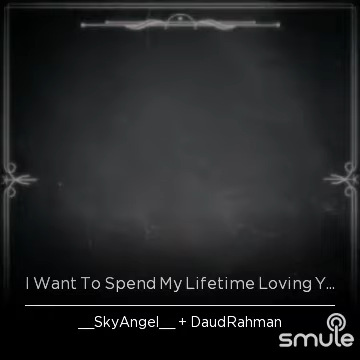 I Want To Spend My Lifetime Loving Y...
__SkyAngel__ + DaudRahman
smule